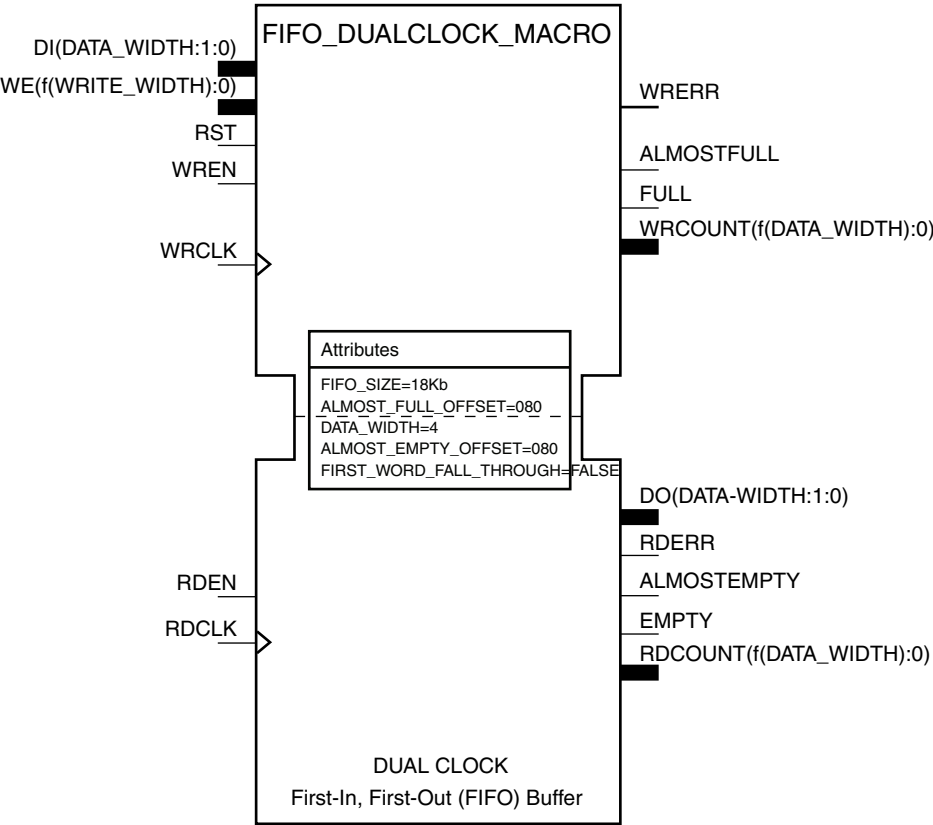 FIFO_DUALCLOCK_MACRO
DI(DATA_WIDTH:1:0)
WE(f(WRITE_WIDTH):0)
RST
WREN
WRCLK
WRERR
ALMOSTFULL
FULL
WRCOUNT(f(DATA_WIDTH):0)
Attributes
FIFO_SIZE=18Kb
ALMOST_FULL_OFFSET=080
DATA_WIDTH=4
ALMOST_EMPTY_OFFSET=080
FIRST_WORD_FALL_THROUGH=FALSE
RDEN
RDCLK
DO(DATA-WIDTH:1:0)
RDERR
ALMOSTEMPTY
EMPTY
RDCOUNT(f(DATA_WIDTH):0)
DUAL CLOCK
First-In, First-Out (FIFO) Buffer